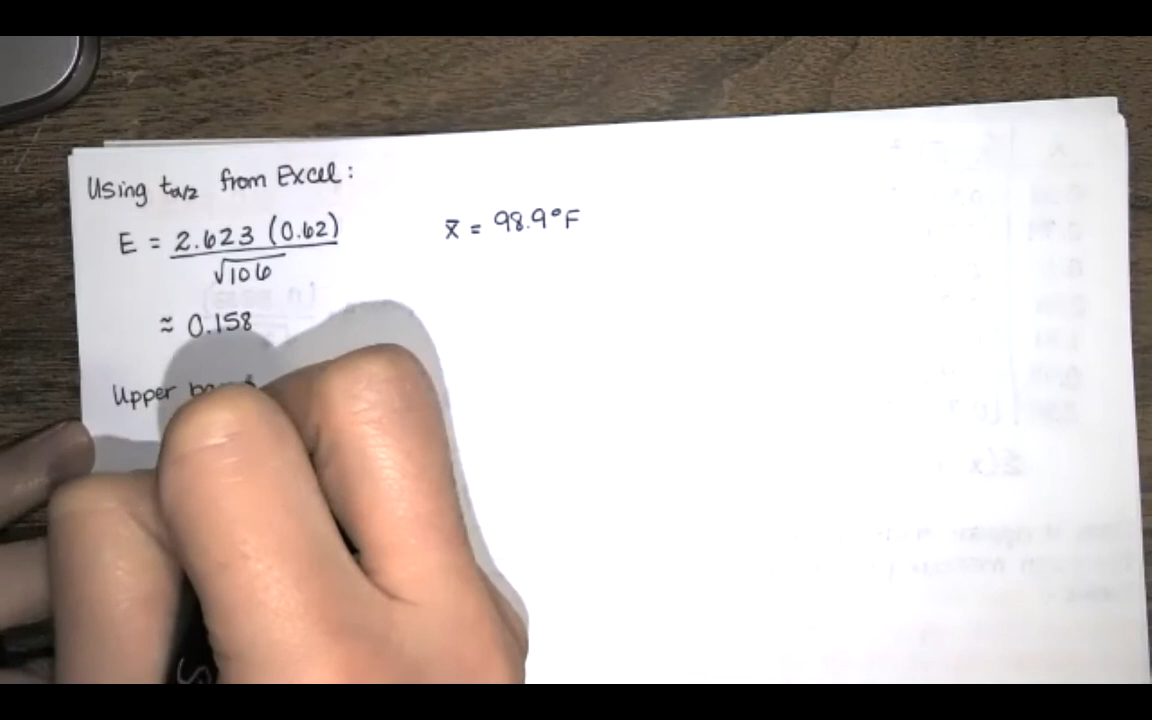 Using tα/2 from Excel:
E = 2.623 (0.62) / √106
x̄ = 98.9°F
≈ 0.158
Upper